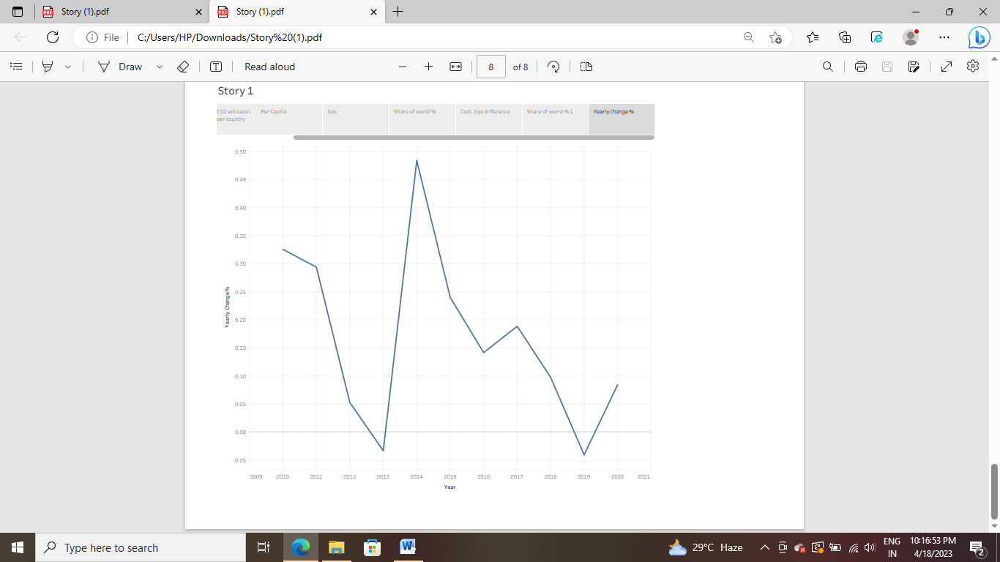 Story (1).pdf
Story (1).pdf
File
C:/Users/HP/Downloads/Story%20(1).pdf
Draw
Read aloud
8
of 8
Story 1
CO2 emission
per country
Per Capita
Gas
Share of world %
Coal, Gas difference
Share of world % 1
Yearly change %
0.50
0.45
0.40
0.35
0.30
0.25
0.20
0.15
0.10
0.05
0.00
-0.05
Yearly Change %
2009 2010 2011 2012 2013 2014 2015 2016 2017 2018 2019 2020 2021
Year
Type here to search
29°C Haze
ENG
IN
10:16:53 PM
4/18/2023
2